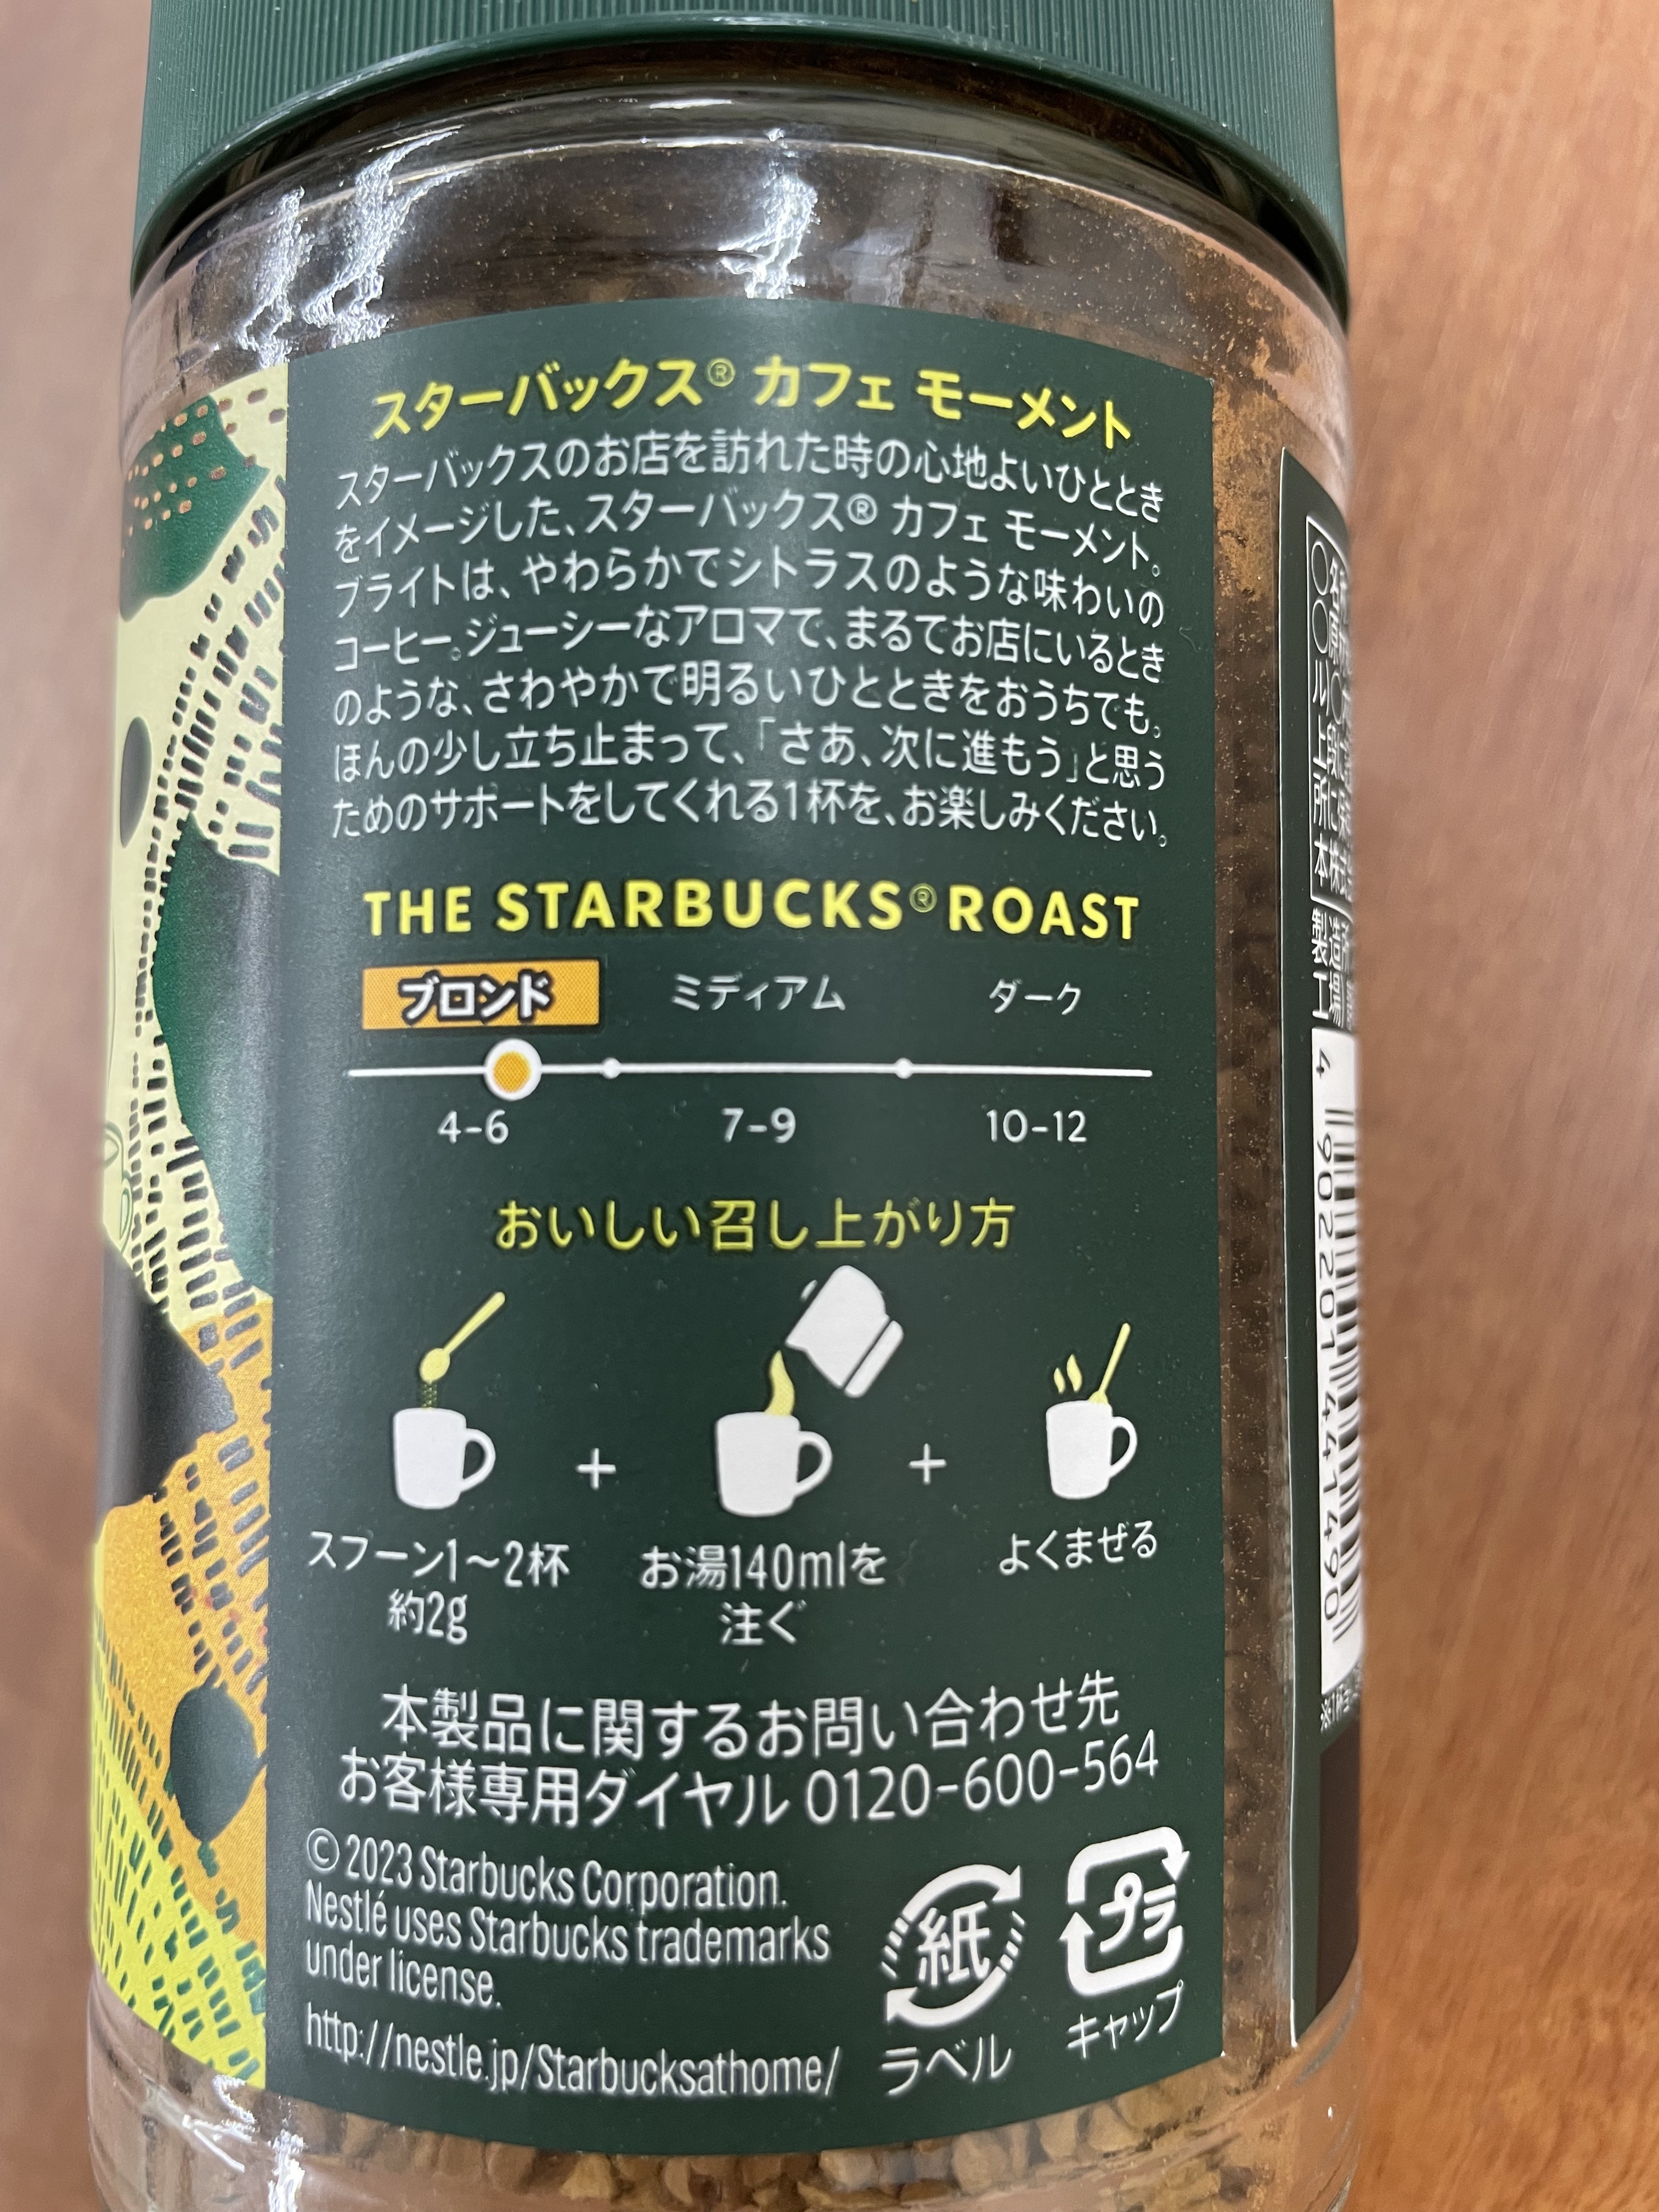 スターバックス® カフェ モーメント
スターバックスのお店を訪れた時の心地よいひととき
をイメージした、スターバックス® カフェ モーメント。
ブライトは、やわらかてシトラスのような味わいの
コーヒー。ジューシーなアロマで、まるでお店にいるとき
のような、さわやかで明るいひとときをおうちでも。
ほんの少し立ち止まって、「さあ、次に進もう」と思う
ためのサポートをしてくれる1杯を、お楽しみください。
THE STARBUCKS® ROAST
ブロンド ミディアム ダーク
4-6 7-9 10-12
おいしい召し上がり方
+ +
スプーン1〜2杯
約2g
お湯140mlを
注ぐ
よくまぜる
本製品に関するお問い合わせ先
お客様専用ダイヤル 0120-600-564
© 2023 Starbucks Corporation.
Nestlé uses Starbucks trademarks
under license.
http://nestle.jp/Starbucksathome/
紙
ラベル
プラ
キャップ
4 902201 441490